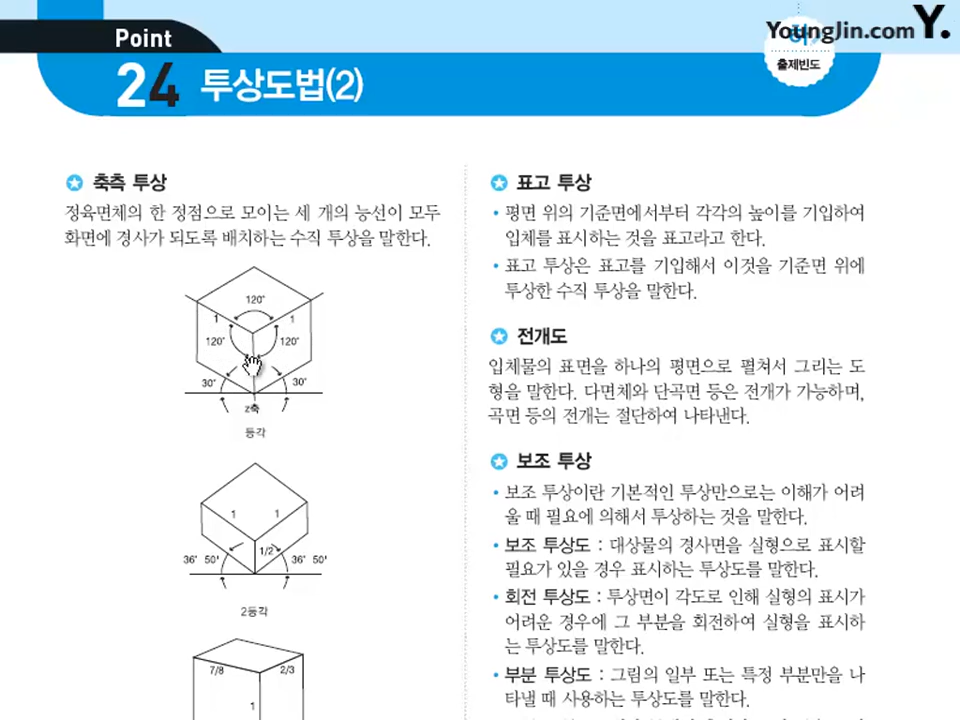 Point
24 투상도법(2)
YoungJin.com Y.
출제빈도
축측 투상
정육면체의 한 정점으로 모이는 세 개의 능선이 모두
화면에 경사가 되도록 배치하는 수직 투상을 말한다.
120°
1 1
120° 120°
30° 30°
z축
등각
1 1
1/2
36° 50' 36° 50'
2등각
7/8 2/3
1
표고 투상
• 평면 위의 기준면에서부터 각각의 높이를 기입하여
입체를 표시하는 것을 표고라고 한다.
• 표고 투상은 표고를 기입해서 이것을 기준면 위에
투상한 수직 투상을 말한다.
전개도
입체물의 표면을 하나의 평면으로 펼쳐서 그리는 도
형을 말한다. 다면체와 단곡면 등은 전개가 가능하며,
곡면 등의 전개는 절단하여 나타낸다.
보조 투상
• 보조 투상이란 기본적인 투상만으로는 이해가 어려
울 때 필요에 의해서 투상하는 것을 말한다.
• 보조 투상도 : 대상물의 경사면을 실형으로 표시할
필요가 있을 경우 표시하는 투상도를 말한다.
• 회전 투상도 : 투상면이 각도로 인해 실형의 표시가
어려운 경우에 그 부분을 회전하여 실형을 표시하
는 투상도를 말한다.
• 부분 투상도 : 그림의 일부 또는 특정 부분만을 나
타낼 때 사용하는 투상도를 말한다.